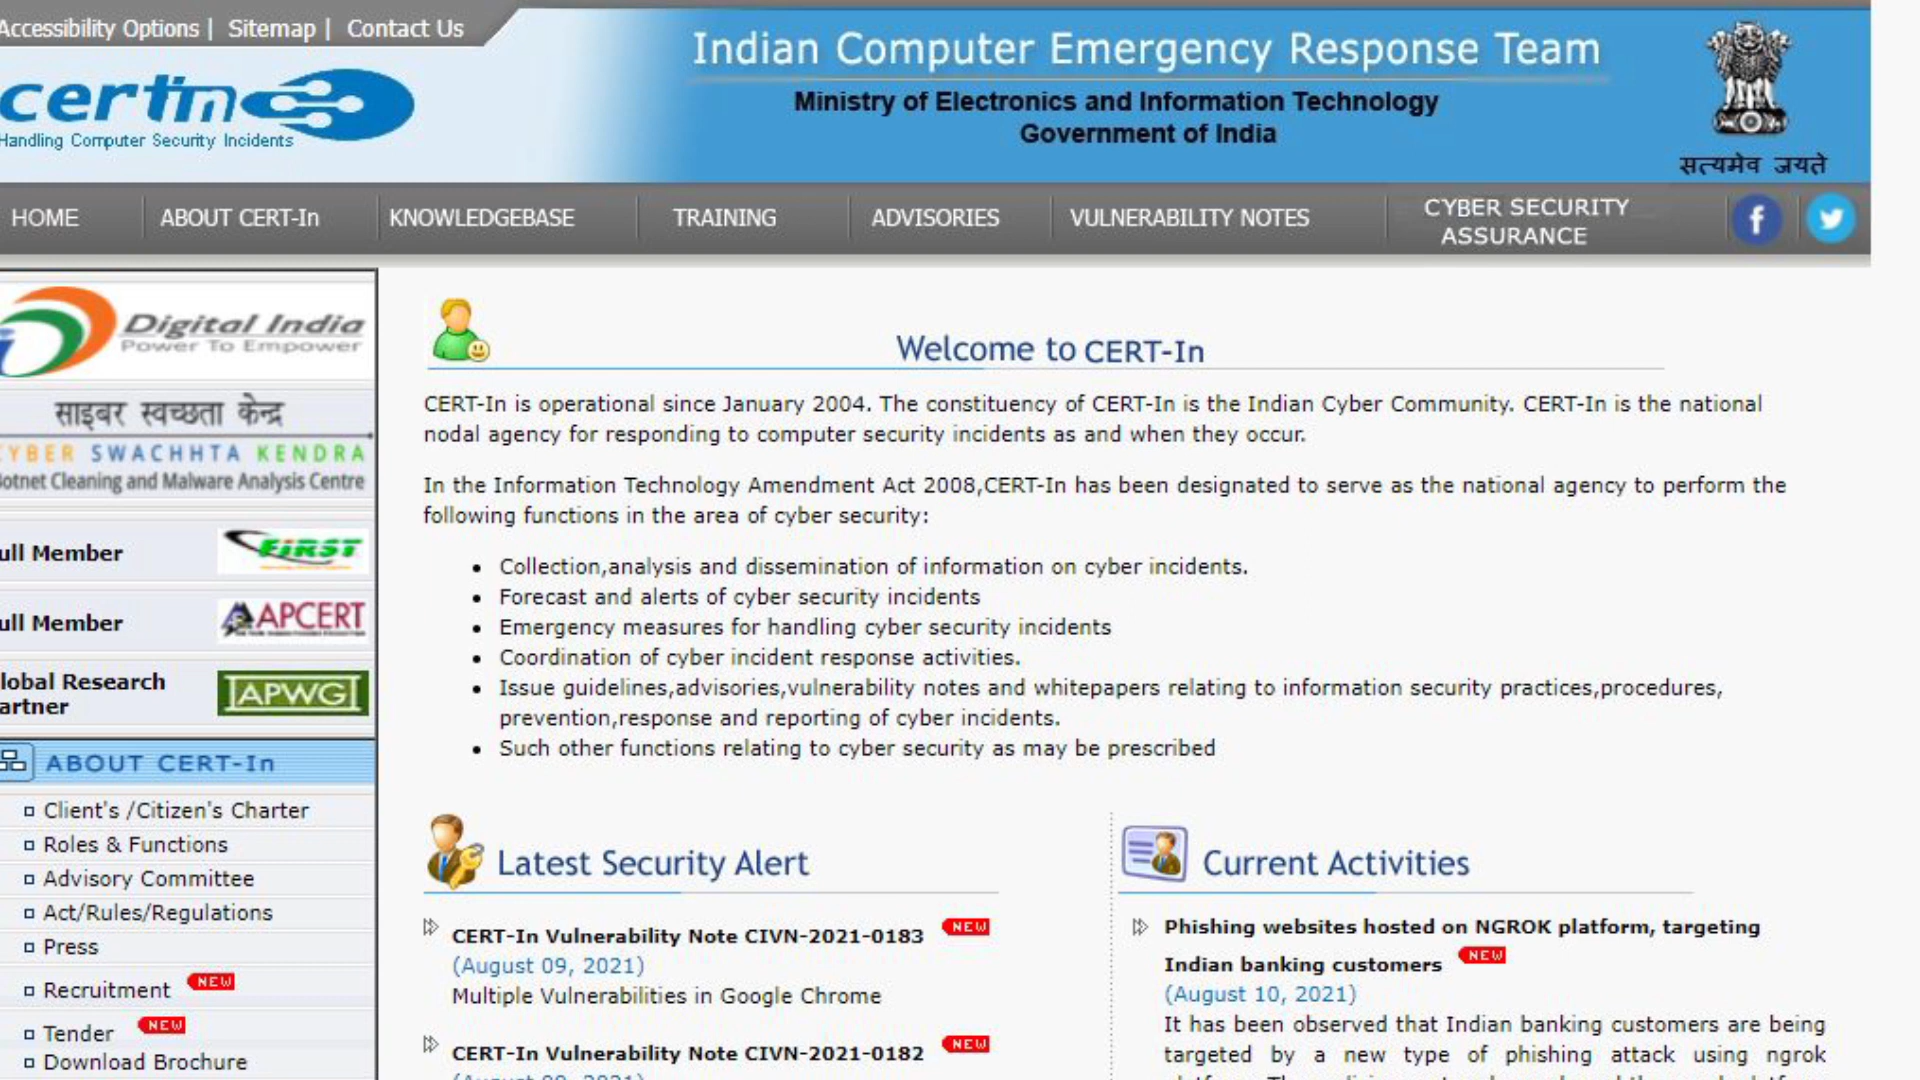 Accessibility Options | Sitemap | Contact Us
certin
Handling Computer Security Incidents
Indian Computer Emergency Response Team
Ministry of Electronics and Information Technology
Government of India
सत्यमेव जयते
HOME ABOUT CERT-In KNOWLEDGEBASE TRAINING ADVISORIES VULNERABILITY NOTES CYBER SECURITY
ASSURANCE
Digital India
Power To Empower
साइबर स्वच्छता केन्द्र
YBER SWACHHTA KENDRA
otnet Cleaning and Malware Analysis Centre
ull Member FiRST
ull Member APCERT
lobal Research
artner
APWG
ABOUT CERT-In
Client's /Citizen's Charter
Roles & Functions
Advisory Committee
Act/Rules/Regulations
Press
Recruitment NEW
Tender NEW
Download Brochure
Welcome to CERT-In
CERT-In is operational since January 2004. The constituency of CERT-In is the Indian Cyber Community. CERT-In is the national
nodal agency for responding to computer security incidents as and when they occur.
In the Information Technology Amendment Act 2008,CERT-In has been designated to serve as the national agency to perform the
following functions in the area of cyber security:
Collection,analysis and dissemination of information on cyber incidents.
Forecast and alerts of cyber security incidents
Emergency measures for handling cyber security incidents
Coordination of cyber incident response activities.
Issue guidelines,advisories,vulnerability notes and whitepapers relating to information security practices,procedures,
prevention,response and reporting of cyber incidents.
Such other functions relating to cyber security as may be prescribed
Latest Security Alert
CERT-In Vulnerability Note CIVN-2021-0183 NEW
(August 09, 2021)
Multiple Vulnerabilities in Google Chrome
CERT-In Vulnerability Note CIVN-2021-0182 NEW
(August 09, 2021)
Current Activities
Phishing websites hosted on NGROK platform, targeting
Indian banking customers NEW
(August 10, 2021)
It has been observed that Indian banking customers are being
targeted by a new type of phishing attack using ngrok